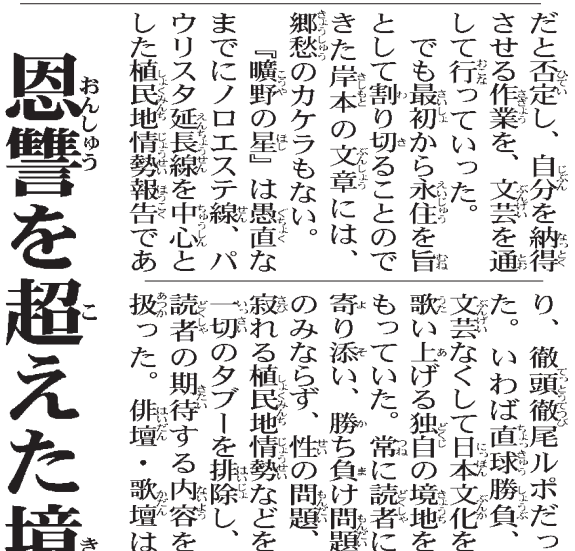 だと否定し、自分を納得
させる作業を、文芸を通
して行っていった。
でも最初から永住を旨
として割り切ることので
きた岸本の文章には、
郷愁のカケラもない。
『曠野の星』は愚直な
までにノロエステ線、パ
ウリスタ延長線を中心と
した植民地情勢報告であ
り、徹頭徹尾ルポだっ
た。いわば直球勝負、
文芸なくして日本文化を
歌い上げる独自の境地を
もっていた。常に読者に
寄り添い、勝ち負け問題
のみならず、性の問題、
寂れる植民地情勢などを
一切のタブーを排除し、
読者の期待する内容を
扱った。俳壇・歌壇は
恩讐を超えた境